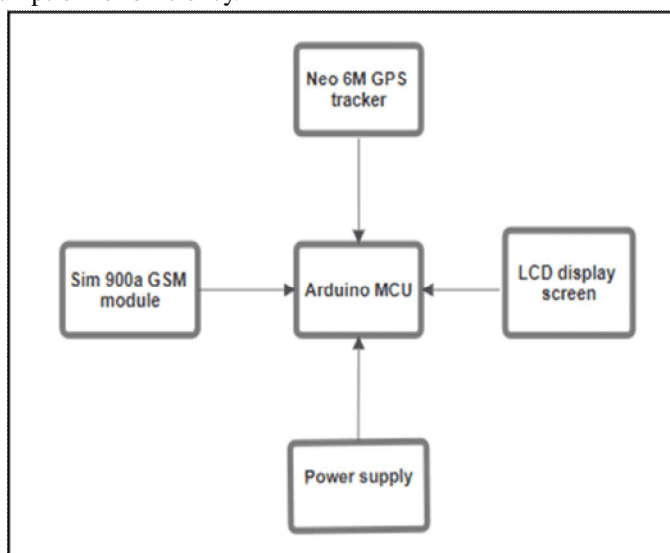 Neo 6M GPS
tracker
Sim 900a GSM
module
Arduino MCU
LCD display
screen
Power supply